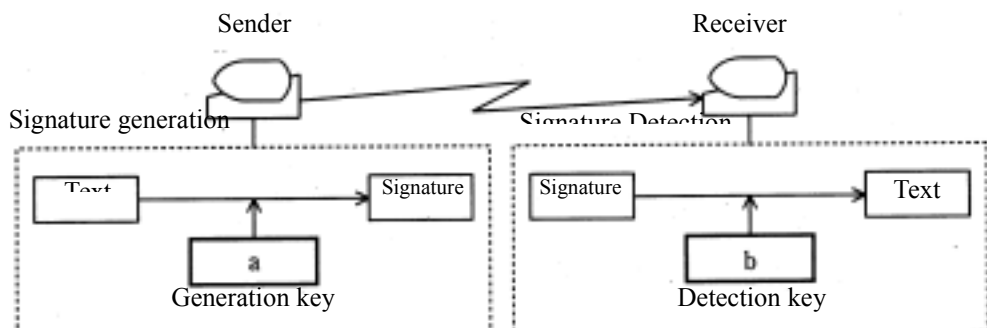 Sender
Receiver
Signature generation
Signature Detection
Text
Signature
Signature
Text
a
b
Generation key
Detection key